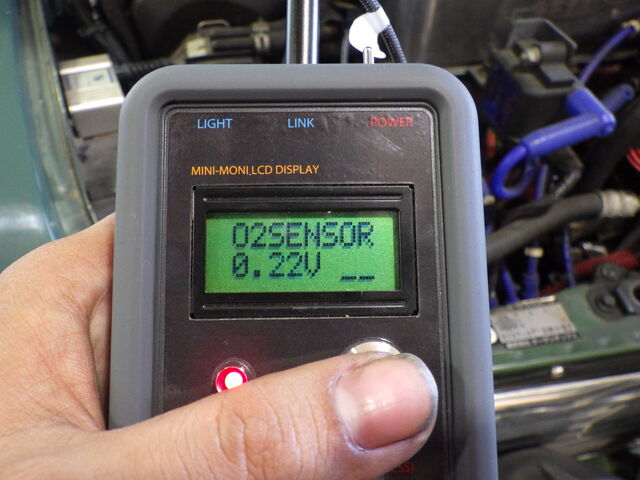 LIGHT LINK POWER
MINI-MONI,LCD DISPLAY
O2SENSOR
0.22V __